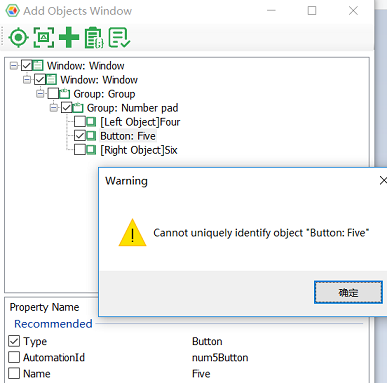 Add Objects Window
Window: Window
Window: Window
Group: Group
Group: Number pad
[Left Object]Four
Button: Five
[Right Object]Six
Warning
Cannot uniquely identify object "Button: Five"
确定
Property Name
Recommended
Type Button
AutomationId num5Button
Name Five